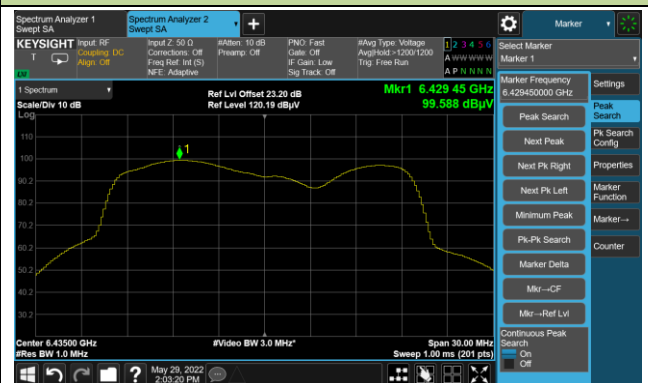 Spectrum Analyzer 1
Swept SA
Spectrum Analyzer 2
Swept SA
Marker
KEYSIGHT
Input: RF
Coupling: DC
Align: Off
Input Z: 50 Ω
Corrections: Off
Freq Ref: Int (S)
NFE: Adaptive
#Atten: 10 dB
Preamp: Off
PNO: Fast
Gate: Off
IF Gain: Low
Sig Track: Off
#Avg Type: Voltage
Avg|Hold:>1200/1200
Trig: Free Run
1 2 3 4 5 6
A W W W W W
A P N N N N
Select Marker
Marker 1
1 Spectrum
Scale/Div 10 dB
Log
Ref Lvl Offset 23.20 dB
Ref Level 120.19 dBµV
Mkr1 6.429 45 GHz
99.588 dBµV
110
100
90.2
80.2
70.2
60.2
50.2
40.2
30.2
1
Center 6.43500 GHz
#Res BW 1.0 MHz
#Video BW 3.0 MHz*
Span 30.00 MHz
Sweep 1.00 ms (201 pts)
Marker Frequency
6.429450000 GHz
Peak Search
Next Peak
Next Pk Right
Next Pk Left
Minimum Peak
Pk-Pk Search
Marker Delta
Mkr→CF
Mkr→Ref Lvl
Continuous Peak
Search
On
Off
Settings
Peak
Search
Pk Search
Config
Properties
Marker
Function
Marker→
Counter
May 29, 2022
2:03:20 PM